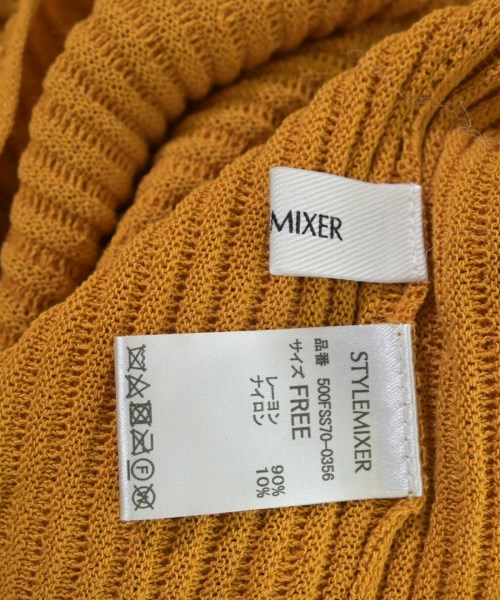 MIXER
STYLEMIXER
品番 500FSS70-0356
サイズ FREE
レーヨン 90%
ナイロン 10%